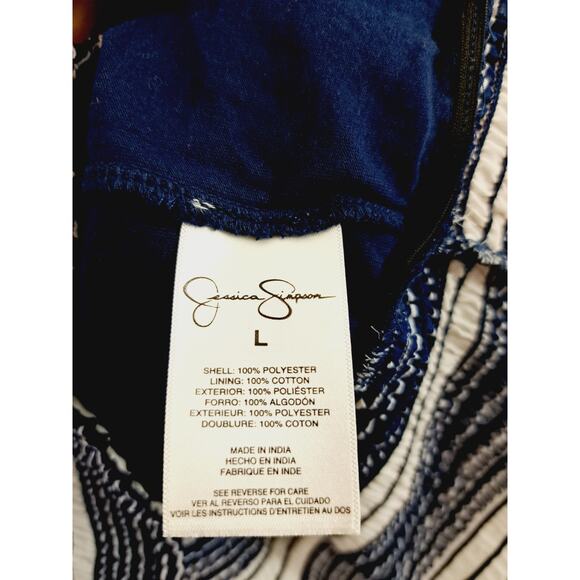 Jessica Simpson
L
SHELL: 100% POLYESTER
LINING: 100% COTTON
EXTERIOR: 100% POLIÉSTER
FORRO: 100% ALGODÓN
EXTERIEUR: 100% POLYESTER
DOUBLURE: 100% COTON
MADE IN INDIA
HECHO EN INDIA
FABRIQUE EN INDE
SEE REVERSE FOR CARE
VER AL REVERSO PARA EL CUIDADO
VOIR LES INSTRUCTIONS D'ENTRETIEN AU DOS